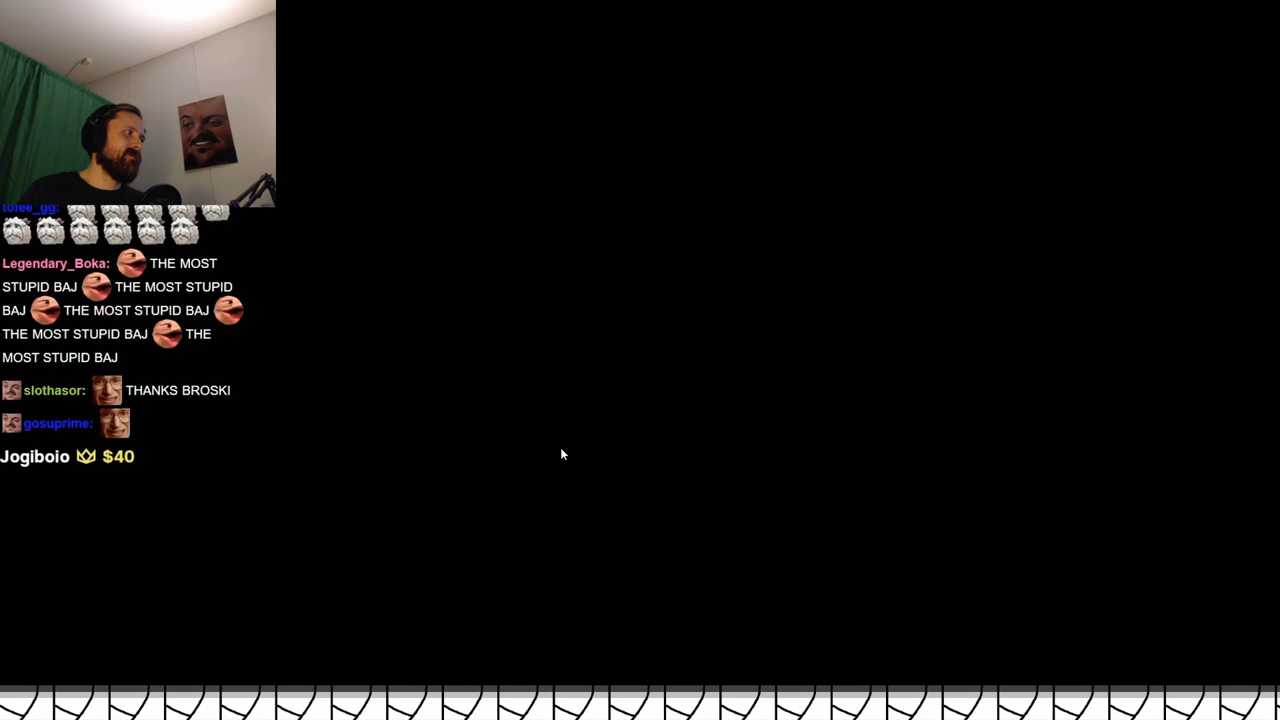 tofee_gg:
Legendary_Boka: THE MOST
STUPID BAJ THE MOST STUPID
BAJ THE MOST STUPID BAJ
THE MOST STUPID BAJ THE
MOST STUPID BAJ
slothasor: THANKS BROSKI
gosuprime:
Jogiboio $40